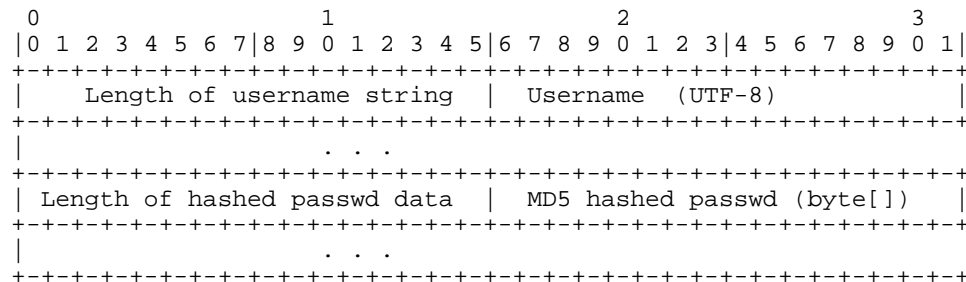 0                   1                   2                   3
|0 1 2 3 4 5 6 7|8 9 0 1 2 3 4 5|6 7 8 9 0 1 2 3|4 5 6 7 8 9 0 1|
+-+-+-+-+-+-+-+-+-+-+-+-+-+-+-+-+-+-+-+-+-+-+-+-+-+-+-+-+-+-+-+-+
|    Length of username string  |  Username  (UTF-8)            |
+-+-+-+-+-+-+-+-+-+-+-+-+-+-+-+-+-+-+-+-+-+-+-+-+-+-+-+-+-+-+-+-+
|                    . . .
+-+-+-+-+-+-+-+-+-+-+-+-+-+-+-+-+-+-+-+-+-+-+-+-+-+-+-+-+-+-+-+-+
| Length of hashed passwd data  |  MD5 hashed passwd (byte[])   |
+-+-+-+-+-+-+-+-+-+-+-+-+-+-+-+-+-+-+-+-+-+-+-+-+-+-+-+-+-+-+-+-+
|                    . . .
+-+-+-+-+-+-+-+-+-+-+-+-+-+-+-+-+-+-+-+-+-+-+-+-+-+-+-+-+-+-+-+-+